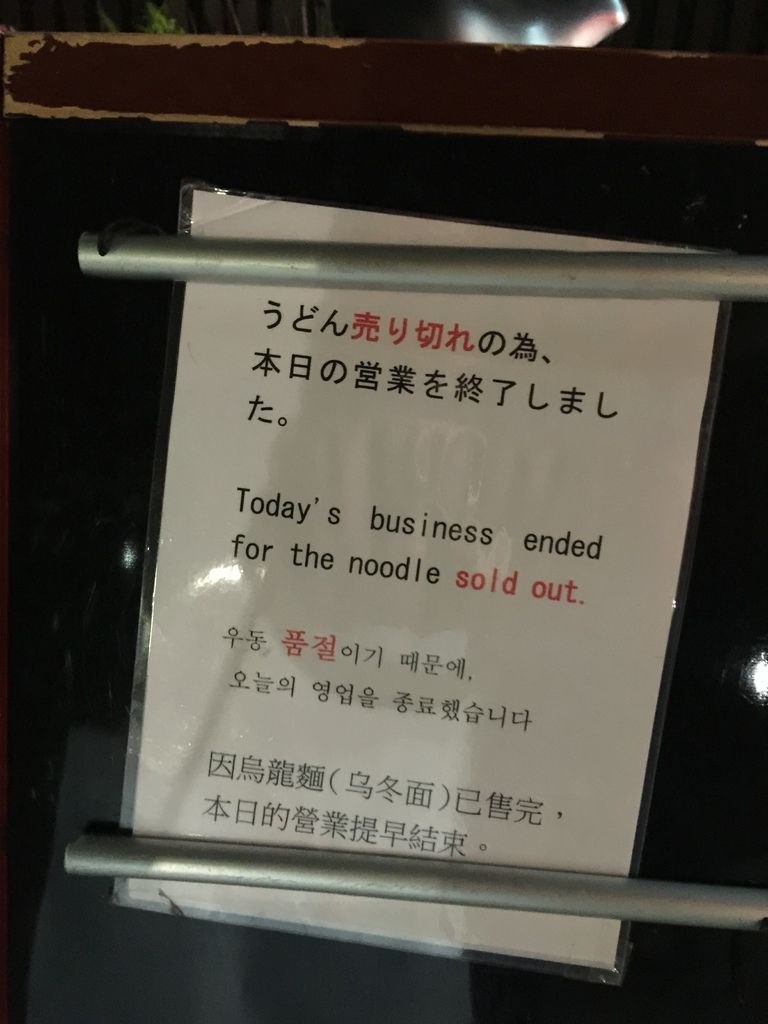 うどん売り切れの為、
本日の営業を終了しまし
た。
Today's business ended
for the noodle sold out.
우동 품절이기 때문에,
오늘의 영업을 종료했습니다
因烏龍麵(乌冬面)已售完，
本日的營業提早結束。